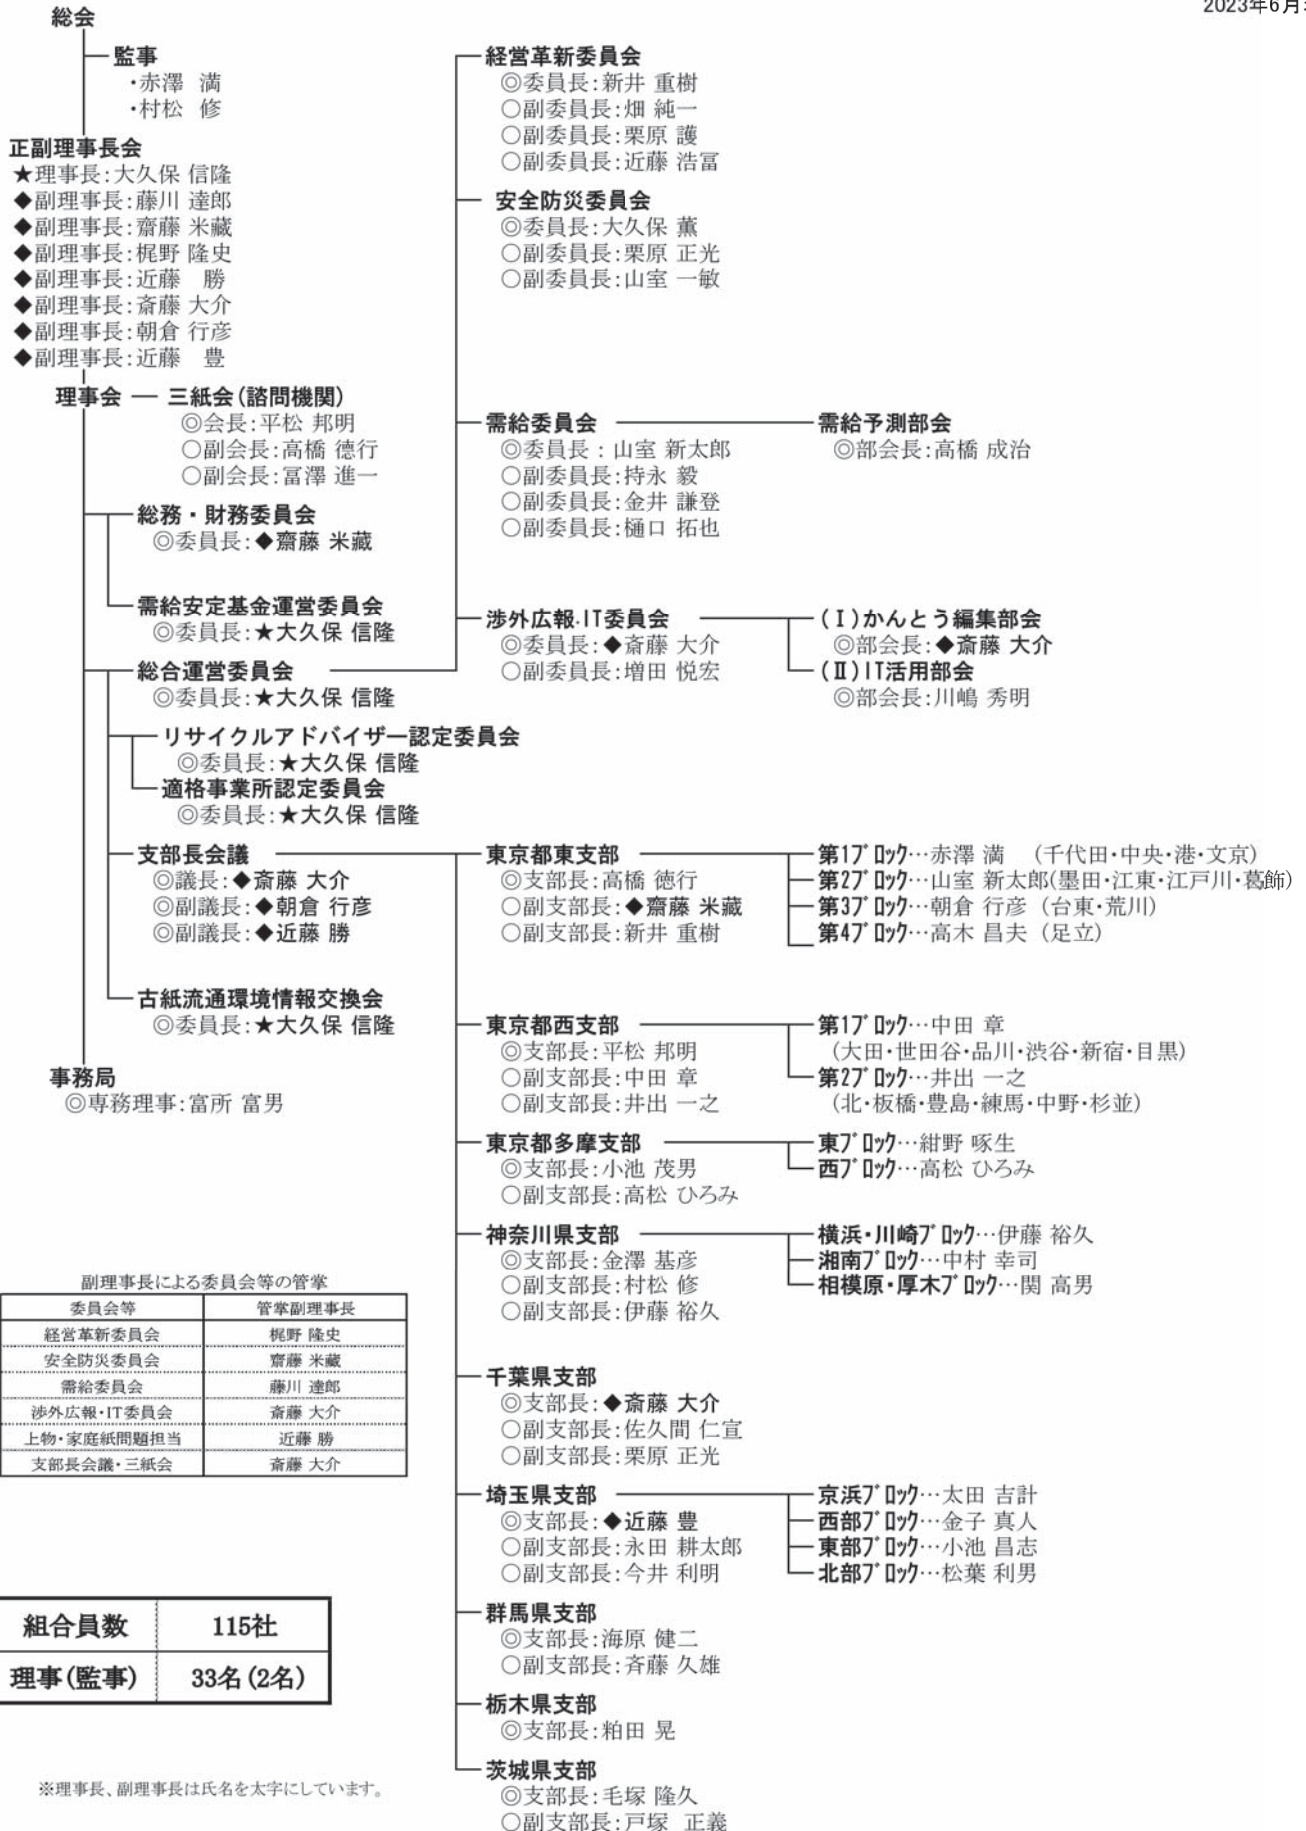 2023年6月
総会
監事
・赤澤 満
・村松 修
正副理事長会
★理事長:大久保 信隆
◆副理事長:藤川 達郎
◆副理事長:齋藤 米藏
◆副理事長:梶野 隆史
◆副理事長:近藤 勝
◆副理事長:斎藤 大介
◆副理事長:朝倉 行彦
◆副理事長:近藤 豊
理事会 ― 三紙会(諮問機関)
◎会長:平松 邦明
○副会長:高橋 徳行
○副会長:冨澤 進一
総務・財務委員会
◎委員長:◆齋藤 米藏
需給安定基金運営委員会
◎委員長:★大久保 信隆
総合運営委員会
◎委員長:★大久保 信隆
リサイクルアドバイザー認定委員会
◎委員長:★大久保 信隆
適格事業所認定委員会
◎委員長:★大久保 信隆
支部長会議
◎議長:◆斎藤 大介
◎副議長:◆朝倉 行彦
◎副議長:◆近藤 勝
古紙流通環境情報交換会
◎委員長:★大久保 信隆
事務局
◎専務理事:富所 富男
経営革新委員会
◎委員長:新井 重樹
○副委員長:畑 純一
○副委員長:栗原 護
○副委員長:近藤 浩冨
安全防災委員会
◎委員長:大久保 薫
○副委員長:栗原 正光
○副委員長:山室 一敏
需給委員会
◎委員長:山室 新太郎
○副委員長:持永 毅
○副委員長:金井 謙登
○副委員長:樋口 拓也
需給予測部会
◎部会長:高橋 成治
渉外広報・IT委員会
◎委員長:◆斎藤 大介
○副委員長:増田 悦宏
(Ⅰ)かんとう編集部会
◎部会長:◆斎藤 大介
(Ⅱ)IT活用部会
◎部会長:川嶋 秀明
東京都東支部
◎支部長:高橋 徳行
○副支部長:◆齋藤 米藏
○副支部長:新井 重樹
第1ブロック…赤澤 満 (千代田・中央・港・文京)
第2ブロック…山室 新太郎(墨田・江東・江戸川・葛飾)
第3ブロック…朝倉 行彦 (台東・荒川)
第4ブロック…高木 昌夫 (足立)
東京都西支部
◎支部長:平松 邦明
○副支部長:中田 章
○副支部長:井出 一之
第1ブロック…中田 章
(大田・世田谷・品川・渋谷・新宿・目黒)
第2ブロック…井出 一之
(北・板橋・豊島・練馬・中野・杉並)
東京都多摩支部
◎支部長:小池 茂男
○副支部長:高松 ひろみ
東ブロック…紺野 啄生
西ブロック…高松 ひろみ
神奈川県支部
◎支部長:金澤 基彦
○副支部長:村松 修
○副支部長:伊藤 裕久
横浜・川崎ブロック…伊藤 裕久
湘南ブロック…中村 幸司
相模原・厚木ブロック…関 高男
千葉県支部
◎支部長:◆斎藤 大介
○副支部長:佐久間 仁宣
○副支部長:栗原 正光
埼玉県支部
◎支部長:◆近藤 豊
○副支部長:永田 耕太郎
○副支部長:今井 利明
京浜ブロック…太田 吉計
西部ブロック…金子 真人
東部ブロック…小池 昌志
北部ブロック…松葉 利男
群馬県支部
◎支部長:海原 健二
○副支部長:斉藤 久雄
栃木県支部
◎支部長:粕田 晃
茨城県支部
◎支部長:毛塚 隆久
○副支部長:戸塚 正義
副理事長による委員会等の管掌
委員会等 管掌副理事長
経営革新委員会 梶野 隆史
安全防災委員会 齋藤 米藏
需給委員会 藤川 達郎
渉外広報・IT委員会 斎藤 大介
上物・家庭紙問題担当 近藤 勝
支部長会議・三紙会 斎藤 大介
組合員数 115社
理事(監事) 33名(2名)
※理事長、副理事長は氏名を太字にしています。